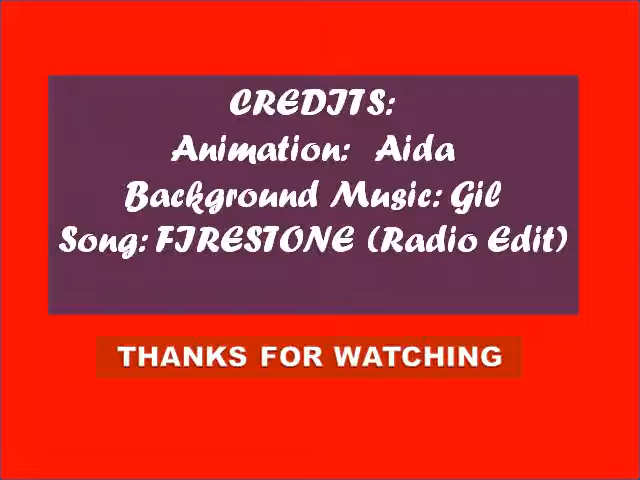 CREDITS:
Animation: Aida
Background Music: Gil
Song: FIRESTONE (Radio Edit)
THANKS FOR WATCHING